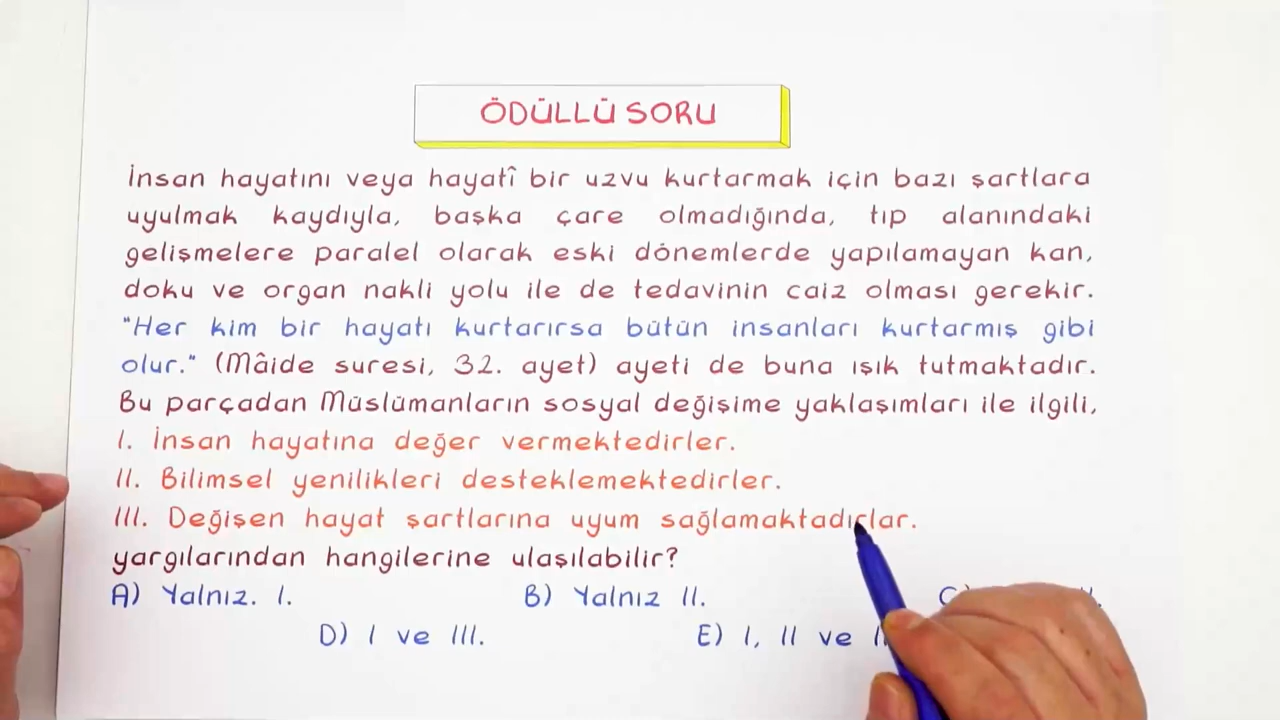 ÖDÜLLÜ SORU
İnsan hayatını veya hayatî bir uzvu kurtarmak için bazı şartlara
uyulmak kaydıyla, başka çare olmadığında, tıp alanındaki
gelişmelere paralel olarak eski dönemlerde yapılamayan kan,
doku ve organ nakli yolu ile de tedavinin caiz olması gerekir.
"Her kim bir hayatı kurtarırsa bütün insanları kurtarmış gibi
olur." (Mâide suresi, 32. ayet) ayeti de buna ışık tutmaktadır.
Bu parçadan Müslümanların sosyal değişime yaklaşımları ile ilgili,
I. İnsan hayatına değer vermektedirler.
II. Bilimsel yenilikleri desteklemektedirler.
III. Değişen hayat şartlarına uyum sağlamaktadırlar.
yargılarından hangilerine ulaşılabilir?
A) Yalnız. I. B) Yalnız II.
D) I ve III. E) I, II ve